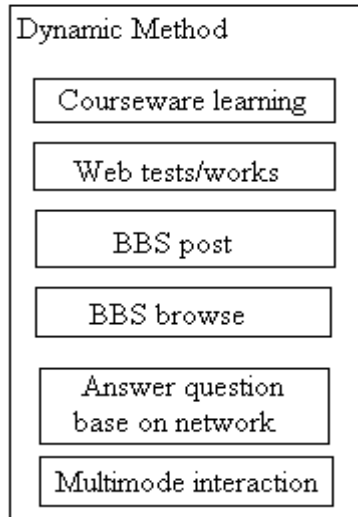 Dynamic Method
Courseware learning
Web tests/works
BBS post
BBS browse
Answer question
base on network
Multimode interaction